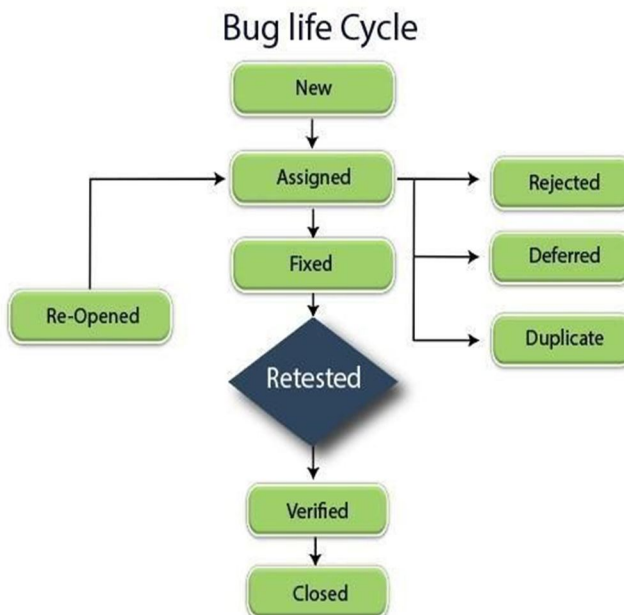 Bug life Cycle
New
Assigned
Rejected
Fixed
Deferred
Re-Opened
Duplicate
Retested
Verified
Closed